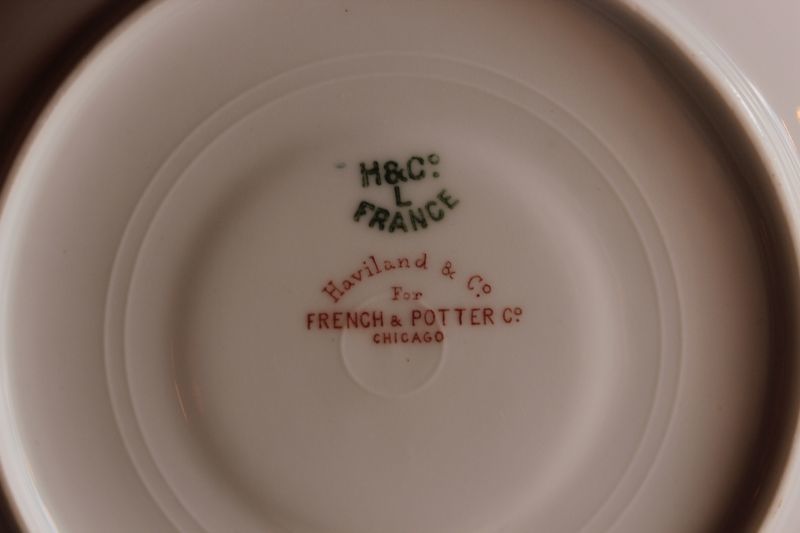 H&Cº
L
FRANCE
Haviland & Cº
For
FRENCH & POTTER Cº
CHICAGO